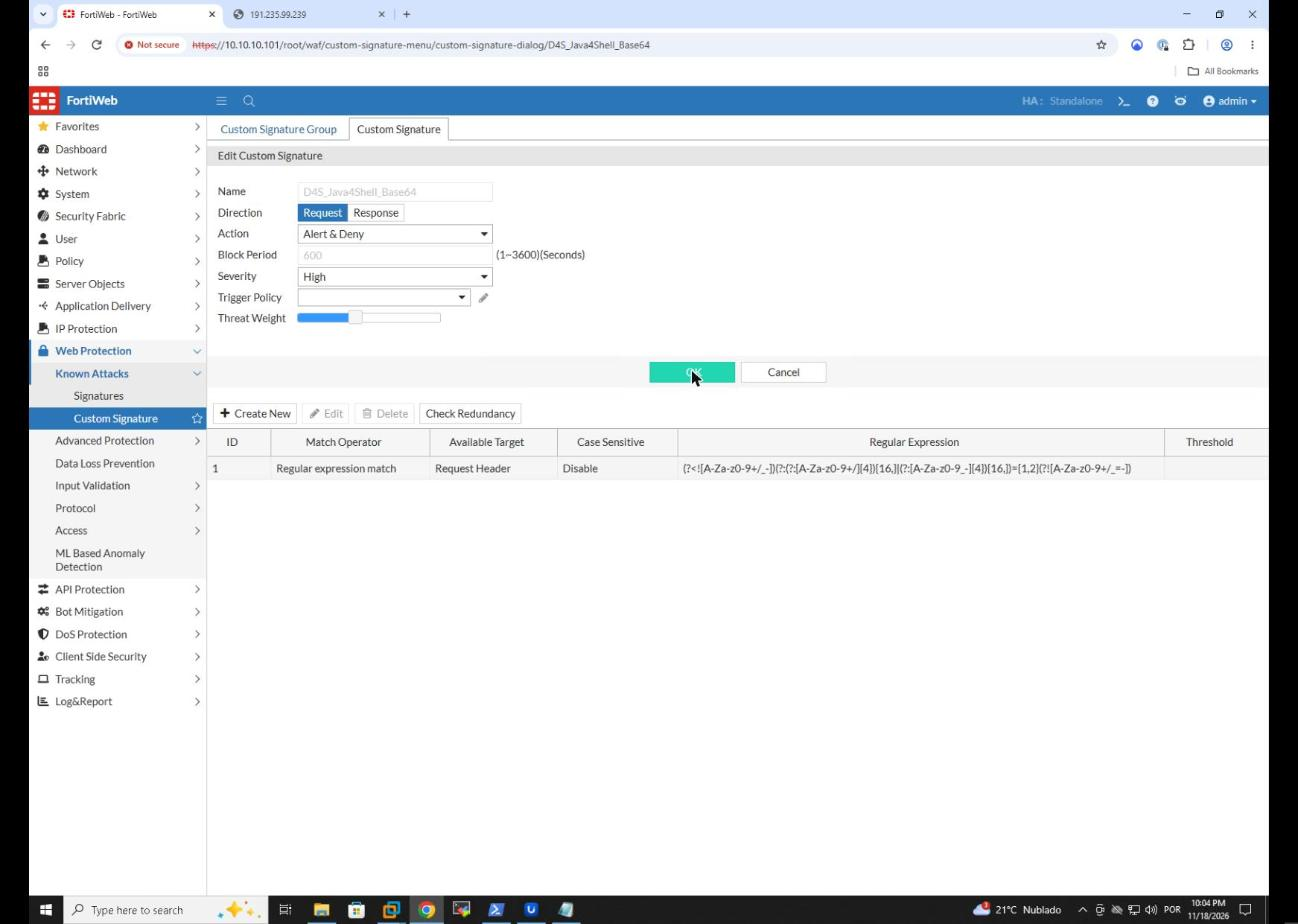 FortiWeb - FortiWeb
191.235.99.239
Not secure
https://10.10.10.101/root/waf/custom-signature-menu/custom-signature-dialog/D4S_Java4Shell_Base64
All Bookmarks
FortiWeb
HA: Standalone
admin
Favorites
Dashboard
Network
System
Security Fabric
User
Policy
Server Objects
Application Delivery
IP Protection
Web Protection
Known Attacks
Signatures
Custom Signature
Advanced Protection
Data Loss Prevention
Input Validation
Protocol
Access
ML Based Anomaly
Detection
API Protection
Bot Mitigation
DoS Protection
Client Side Security
Tracking
Log&Report
Custom Signature Group
Custom Signature
Edit Custom Signature
Name D4S_Java4Shell_Base64
Direction Request Response
Action Alert & Deny
Block Period 600 (1~3600)(Seconds)
Severity High
Trigger Policy
Threat Weight
OK Cancel
Create New Edit Delete Check Redundancy
ID Match Operator Available Target Case Sensitive Regular Expression Threshold
1 Regular expression match Request Header Disable (?<![A-Za-z0-9+/_-])(?:(?:[A-Za-z0-9+/]{4}){16,}|(?:[A-Za-z0-9_-]{4}){16,})={1,2}(?![A-Za-z0-9+/_=-])
Type here to search
3
21°C Nublado
POR
10:04 PM
11/18/2026